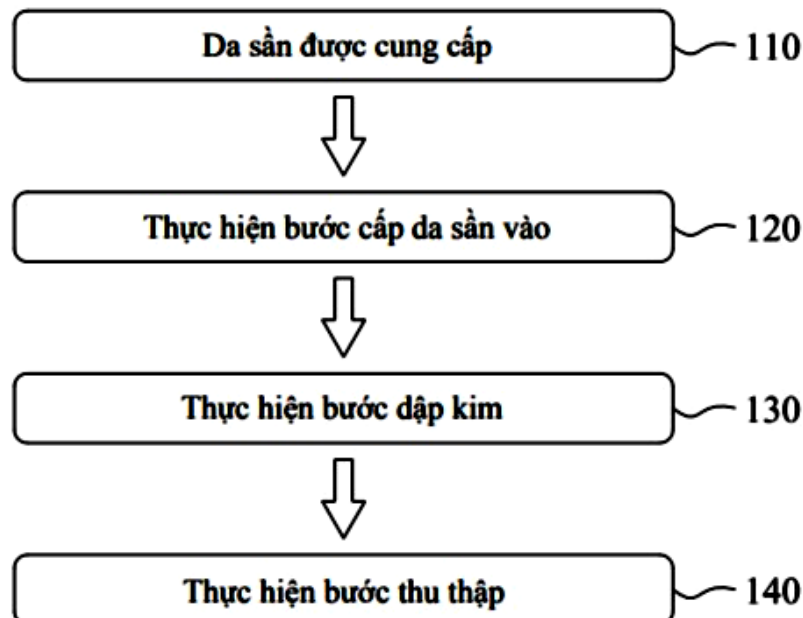 Da sần được cung cấp 110
Thực hiện bước cấp da sần vào 120
Thực hiện bước dập kim 130
Thực hiện bước thu thập 140